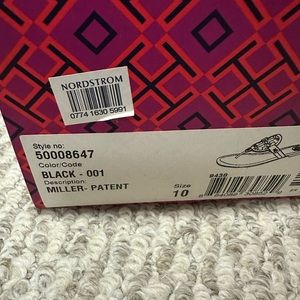 NORDSTROM
0774 1630 5991
Style no:
50008647
Color/Code
BLACK - 001
Description:
MILLER- PATENT
Size
10